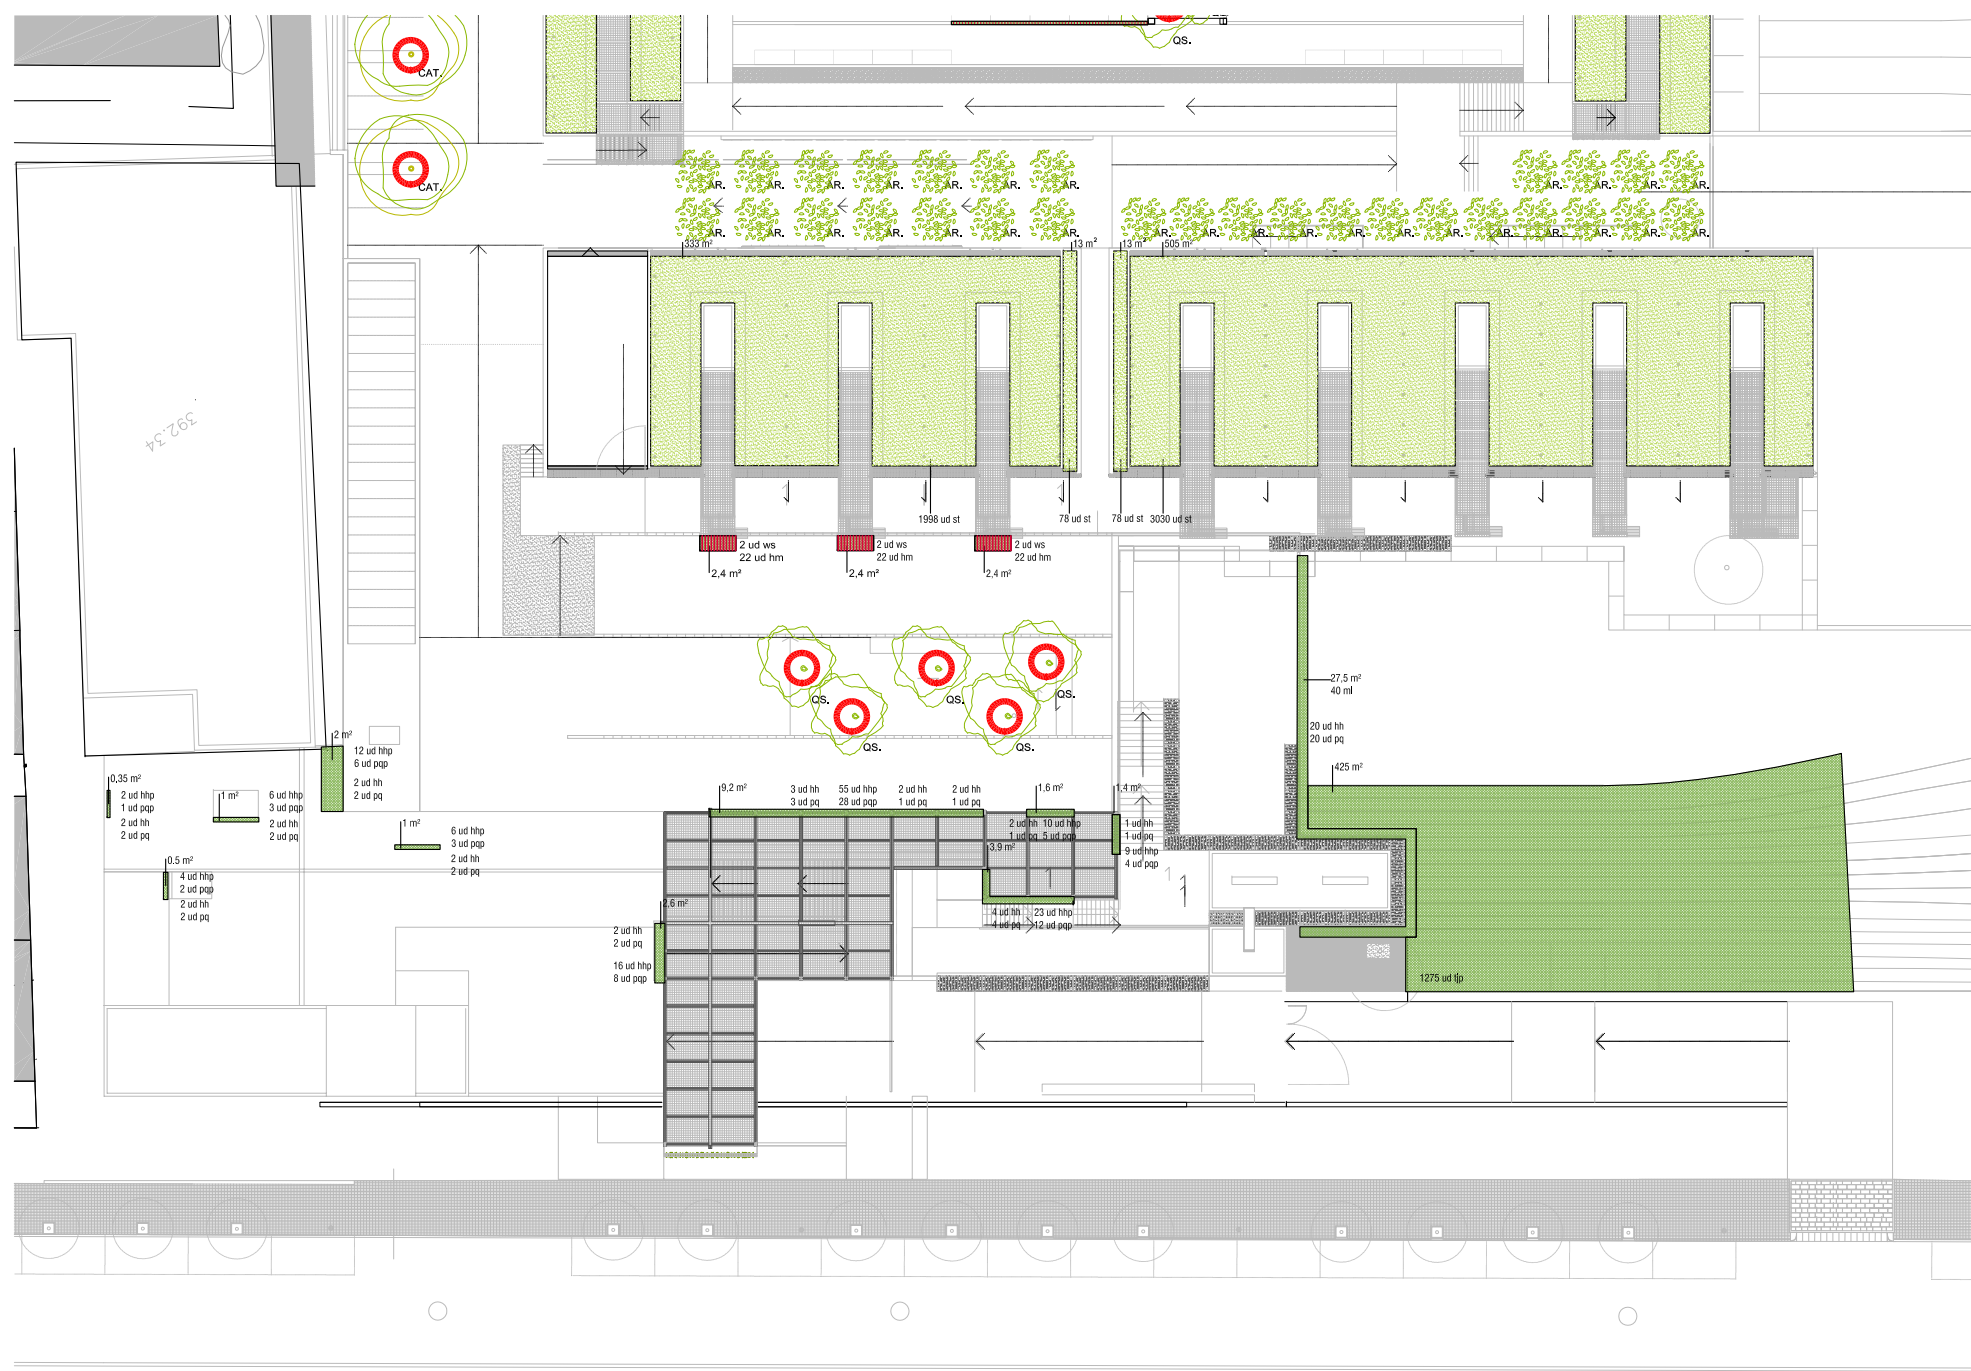 QS.
CAT.
CAT.
AR. AR. AR. AR. AR. AR. AR. AR. AR. AR. AR.
AR. AR. AR. AR. AR. AR. AR. AR. AR. AR. AR. AR. AR. AR. AR. AR. AR. AR. AR.
333 m²
13 m²
13 m²
505 m²
392.34
1998 ud st
78 ud st
78 ud st
3030 ud st
2 ud ws
22 ud hm
2,4 m²
2 ud ws
22 ud hm
2,4 m²
2 ud ws
22 ud hm
2,4 m²
QS.
QS.
QS.
QS.
QS.
27,5 m²
40 ml
20 ud hh
20 ud pq
425 m²
1275 ud tjp
2 m²
12 ud hhp
6 ud pqp
2 ud hh
2 ud pq
0,35 m²
2 ud hhp
1 ud pqp
2 ud hh
2 ud pq
1 m²
6 ud hhp
3 ud pqp
2 ud hh
2 ud pq
1 m²
6 ud hhp
3 ud pqp
2 ud hh
2 ud pq
0.5 m²
4 ud hhp
2 ud pqp
2 ud hh
2 ud pq
9,2 m²
3 ud hh
3 ud pq
55 ud hhp
28 ud pqp
2 ud hh
1 ud pq
2 ud hh
1 ud pq
1,6 m²
2 ud hh
1 ud pq
10 ud hhp
5 ud pqp
1,4 m²
1 ud hh
1 ud pq
9 ud hhp
4 ud pqp
3,9 m²
4 ud hh
4 ud pq
23 ud hhp
12 ud pqp
2,6 m²
2 ud hh
2 ud pq
16 ud hhp
8 ud pqp